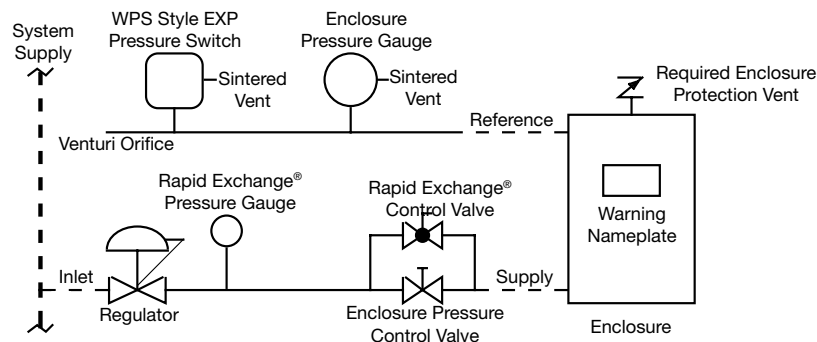 System
Supply
WPS Style EXP
Pressure Switch
Sintered
Vent
Enclosure
Pressure Gauge
Sintered
Vent
Required Enclosure
Protection Vent
Reference
Venturi Orifice
Rapid Exchange®
Pressure Gauge
Rapid Exchange®
Control Valve
Warning
Nameplate
Inlet
Supply
Regulator
Enclosure Pressure
Control Valve
Enclosure